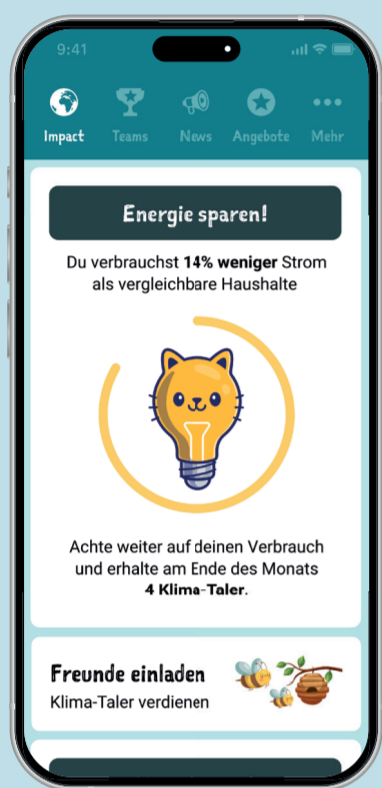 9:41
Impact Teams News Angebote Mehr
Energie sparen!
Du verbrauchst 14% weniger Strom
als vergleichbare Haushalte
Achte weiter auf deinen Verbrauch
und erhalte am Ende des Monats
4 Klima-Taler.
Freunde einladen
Klima-Taler verdienen